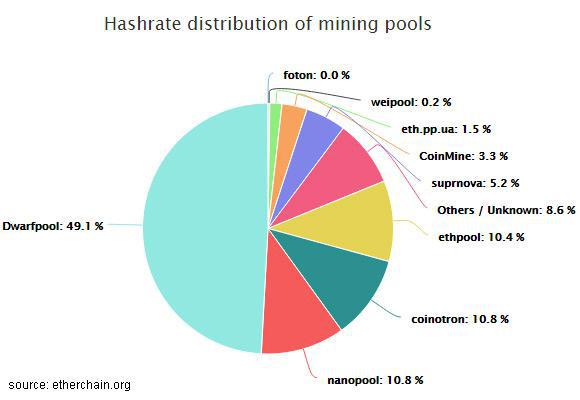 Hashrate distribution of mining pools
foton: 0.0 %
weipool: 0.2 %
eth.pp.ua: 1.5 %
CoinMine: 3.3 %
suprnova: 5.2 %
Others / Unknown: 8.6 %
ethpool: 10.4 %
coinotron: 10.8 %
nanopool: 10.8 %
Dwarfpool: 49.1 %
source: etherchain.org